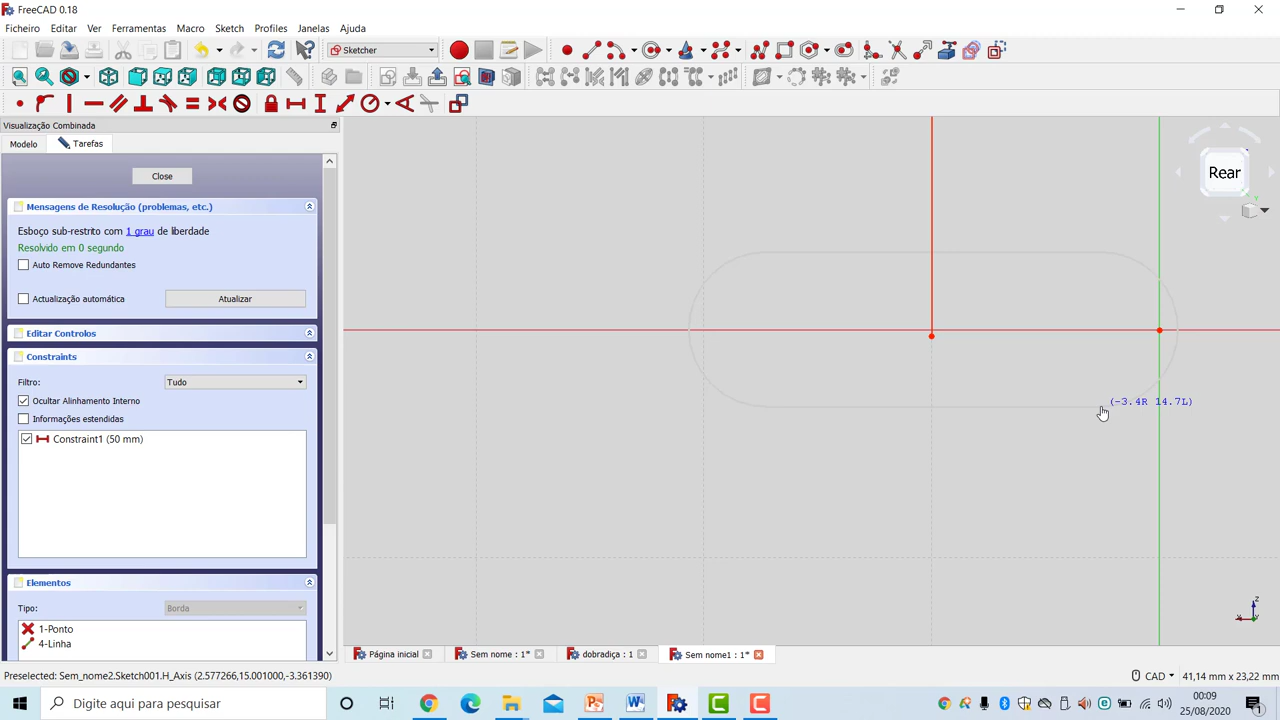 FreeCAD 0.18
Ficheiro Editar Ver Ferramentas Macro Sketch Profiles Janelas Ajuda
Sketcher
Visualização Combinada
Modelo Tarefas
Close
Mensagens de Resolução (problemas, etc.)
Esboço sub-restrito com 1 grau de liberdade
Resolvido em 0 segundo
Auto Remove Redundantes
Actualização automática Atualizar
Editar Controlos
Constraints
Filtro: Tudo
Ocultar Alinhamento Interno
Informações estendidas
Constraint1 (50 mm)
Elementos
Tipo: Borda
1-Ponto
4-Linha
Rear
(-3.4R 14.7L)
Página inicial Sem nome : 1* dobradiça : 1 Sem nome1 : 1*
Preselected: Sem_nome2.Sketch001.H_Axis (2.577266,15.001000,-3.361390)
CAD 41,14 mm x 23,22 mm
Digite aqui para pesquisar
00:09
25/08/2020